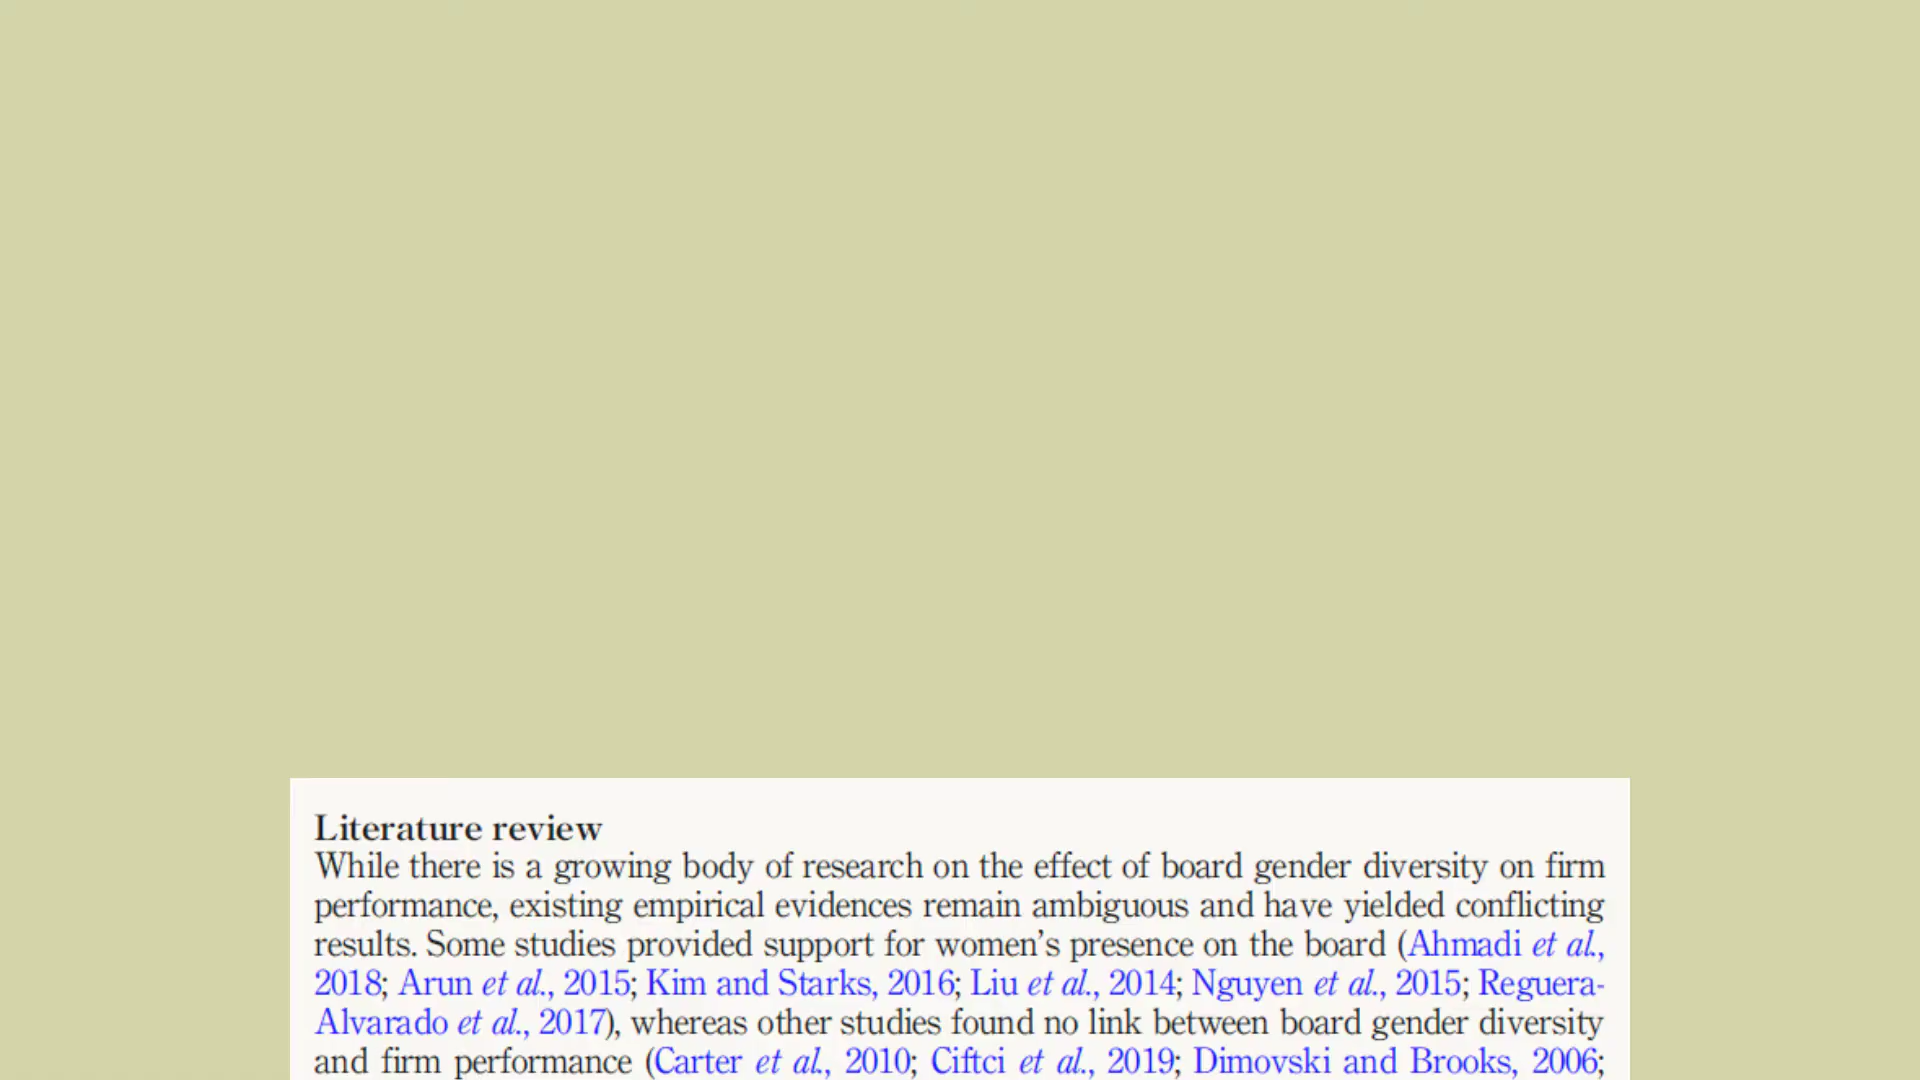 Literature review
While there is a growing body of research on the effect of board gender diversity on firm
performance, existing empirical evidences remain ambiguous and have yielded conflicting
results. Some studies provided support for women’s presence on the board (Ahmadi et al.,
2018; Arun et al., 2015; Kim and Starks, 2016; Liu et al., 2014; Nguyen et al., 2015; Reguera-
Alvarado et al., 2017), whereas other studies found no link between board gender diversity
and firm performance (Carter et al., 2010; Ciftci et al., 2019; Dimovski and Brooks, 2006;